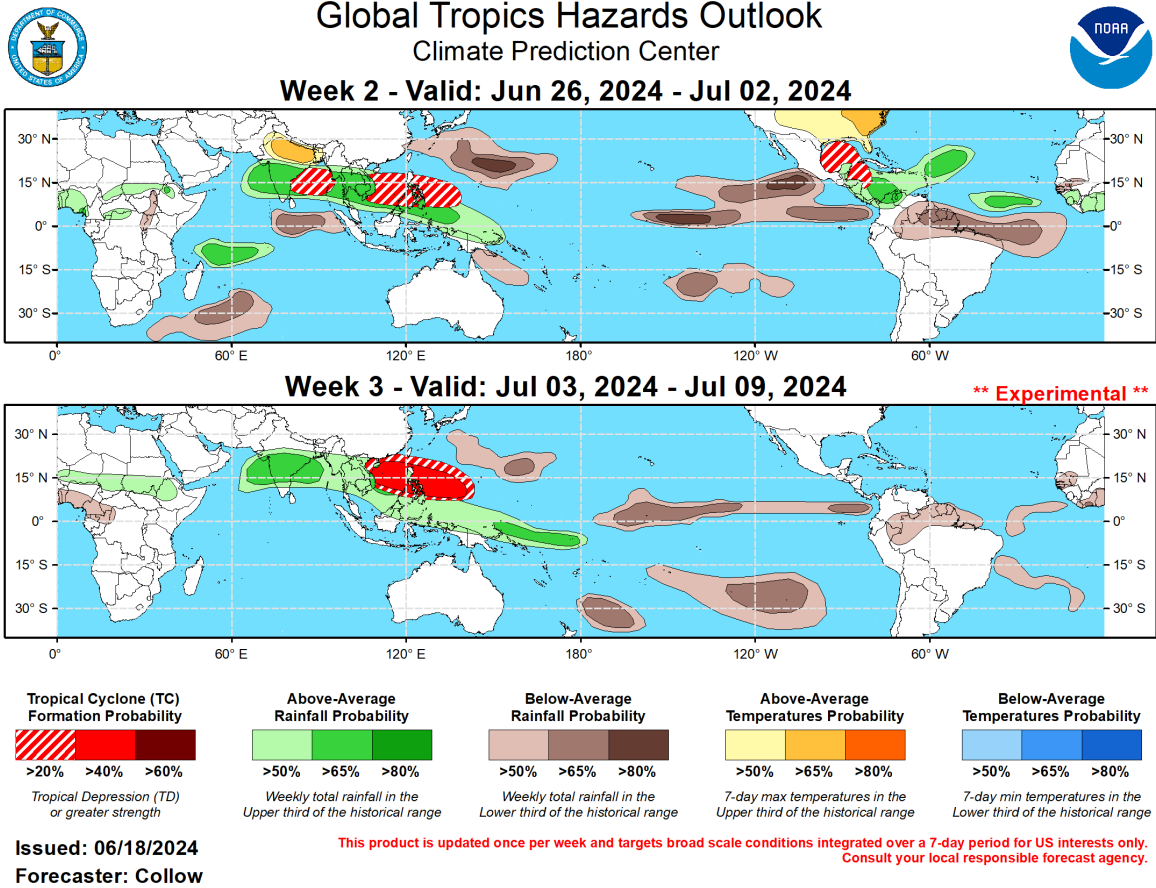 Global Tropics Hazards Outlook
Climate Prediction Center
DEPARTMENT OF COMMERCE
UNITED STATES OF AMERICA
NOAA
Week 2 - Valid: Jun 26, 2024 - Jul 02, 2024
30° N
15° N
0°
15° S
30° S
30° N
15° N
0°
15° S
30° S
0° 60° E 120° E 180° 120° W 60° W
Week 3 - Valid: Jul 03, 2024 - Jul 09, 2024
** Experimental **
30° N
15° N
0°
15° S
30° S
30° N
15° N
0°
15° S
30° S
0° 60° E 120° E 180° 120° W 60° W
Tropical Cyclone (TC)
Formation Probability
>20% >40% >60%
Tropical Depression (TD)
or greater strength
Above-Average
Rainfall Probability
>50% >65% >80%
Weekly total rainfall in the
Upper third of the historical range
Below-Average
Rainfall Probability
>50% >65% >80%
Weekly total rainfall in the
Lower third of the historical range
Above-Average
Temperatures Probability
>50% >65% >80%
7-day max temperatures in the
Upper third of the historical range
Below-Average
Temperatures Probability
>50% >65% >80%
7-day min temperatures in the
Lower third of the historical range
Issued: 06/18/2024
Forecaster: Collow
This product is updated once per week and targets broad scale conditions integrated over a 7-day period for US interests only.
Consult your local responsible forecast agency.